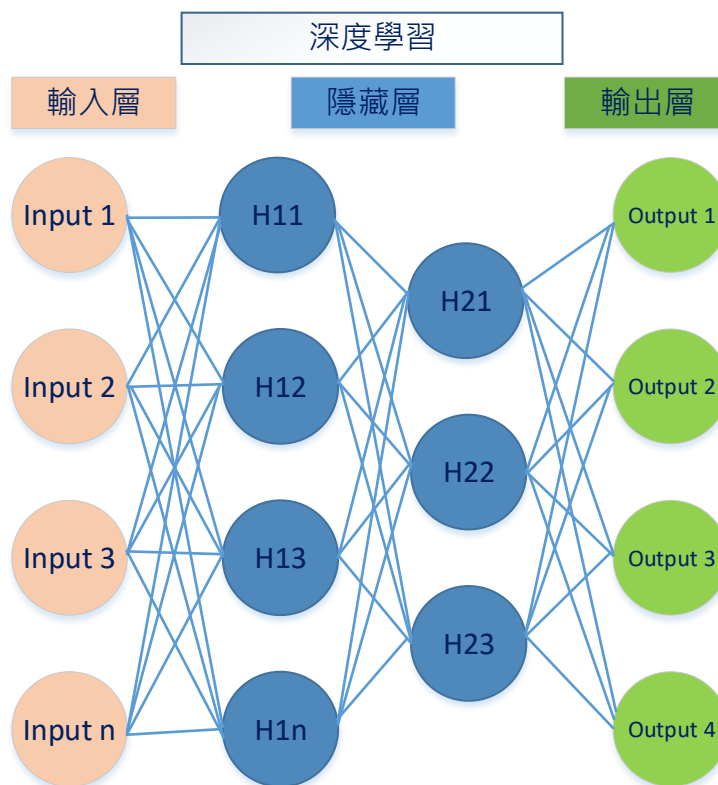 深度學習
輸入層
隱藏層
輸出層
Input 1
H11
Output 1
H21
Input 2
H12
Output 2
H22
Input 3
H13
Output 3
H23
Input n
H1n
Output 4